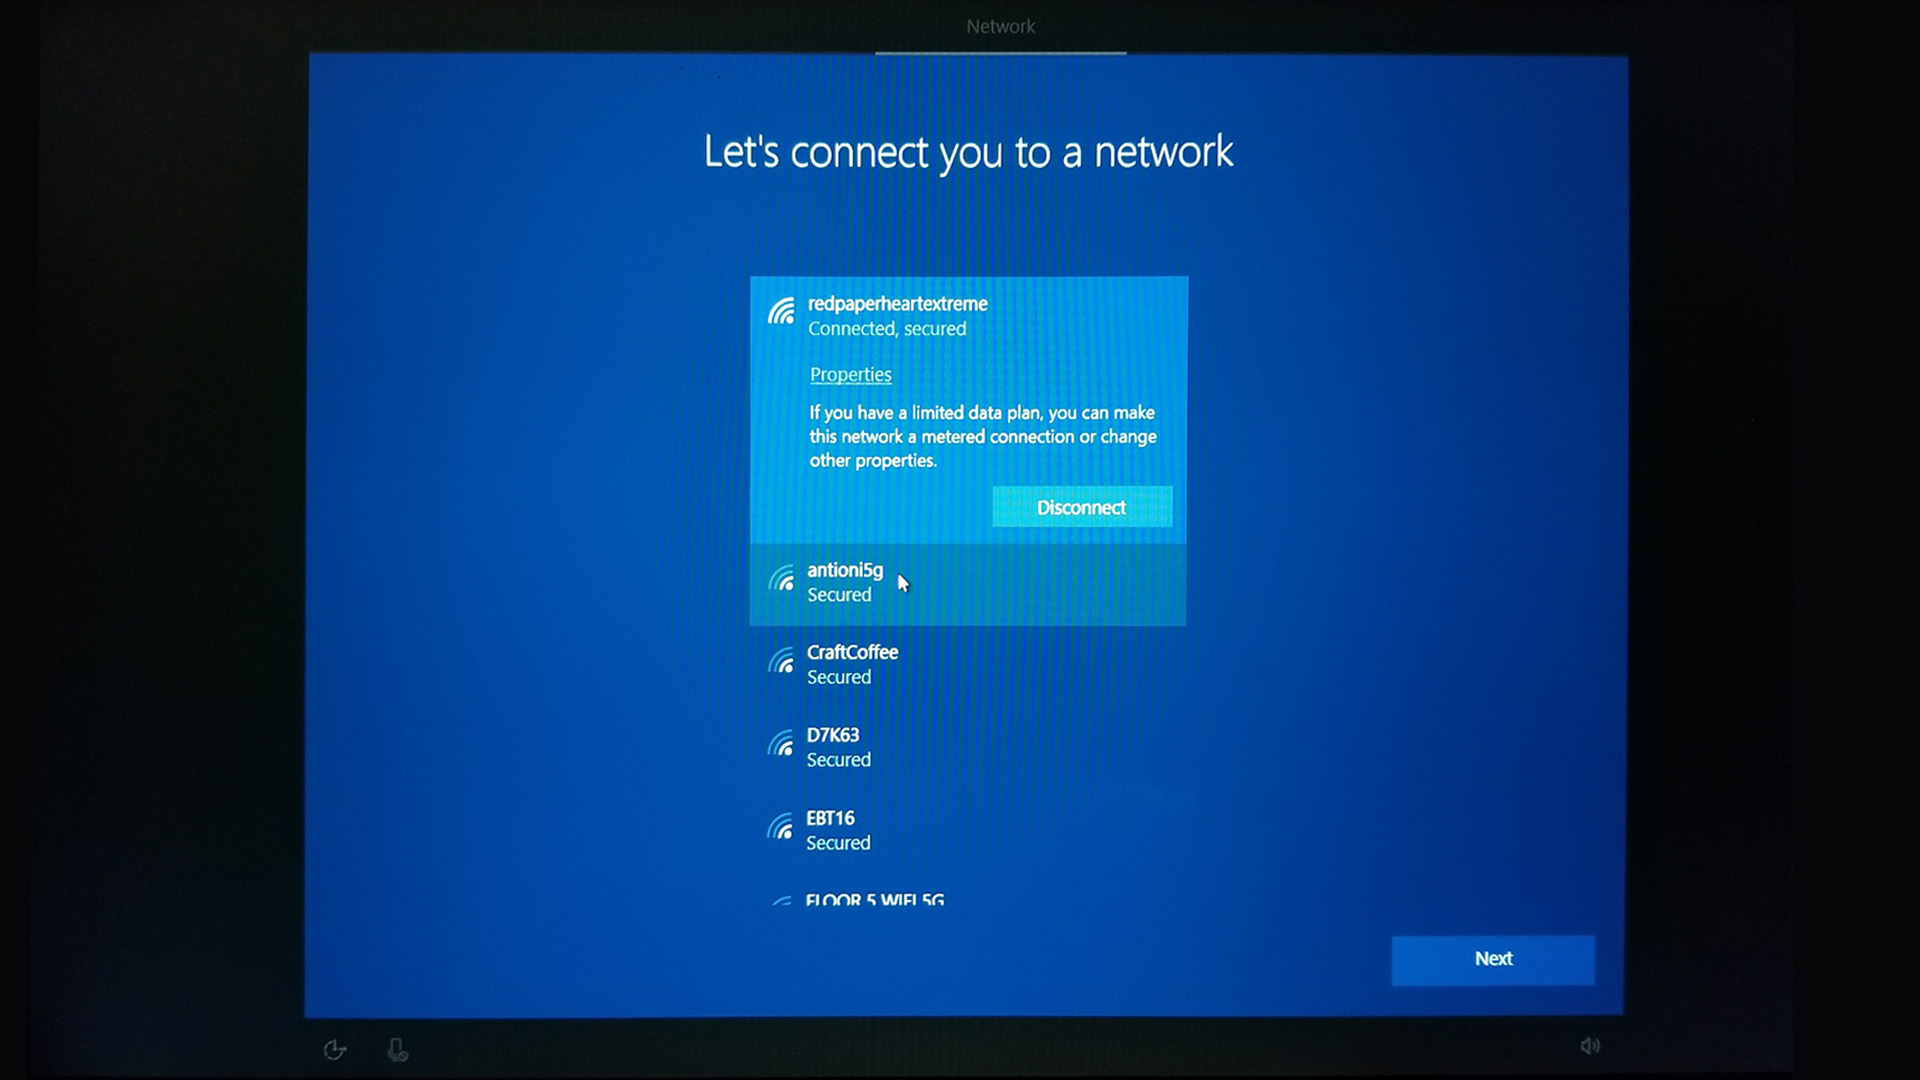 Network
Let's connect you to a network
redpaperheartextreme
Connected, secured
Properties
If you have a limited data plan, you can make
this network a metered connection or change
other properties.
Disconnect
antioni5g
Secured
CraftCoffee
Secured
D7K63
Secured
EBT16
Secured
FLOOR 5 WIFI 5G
Next